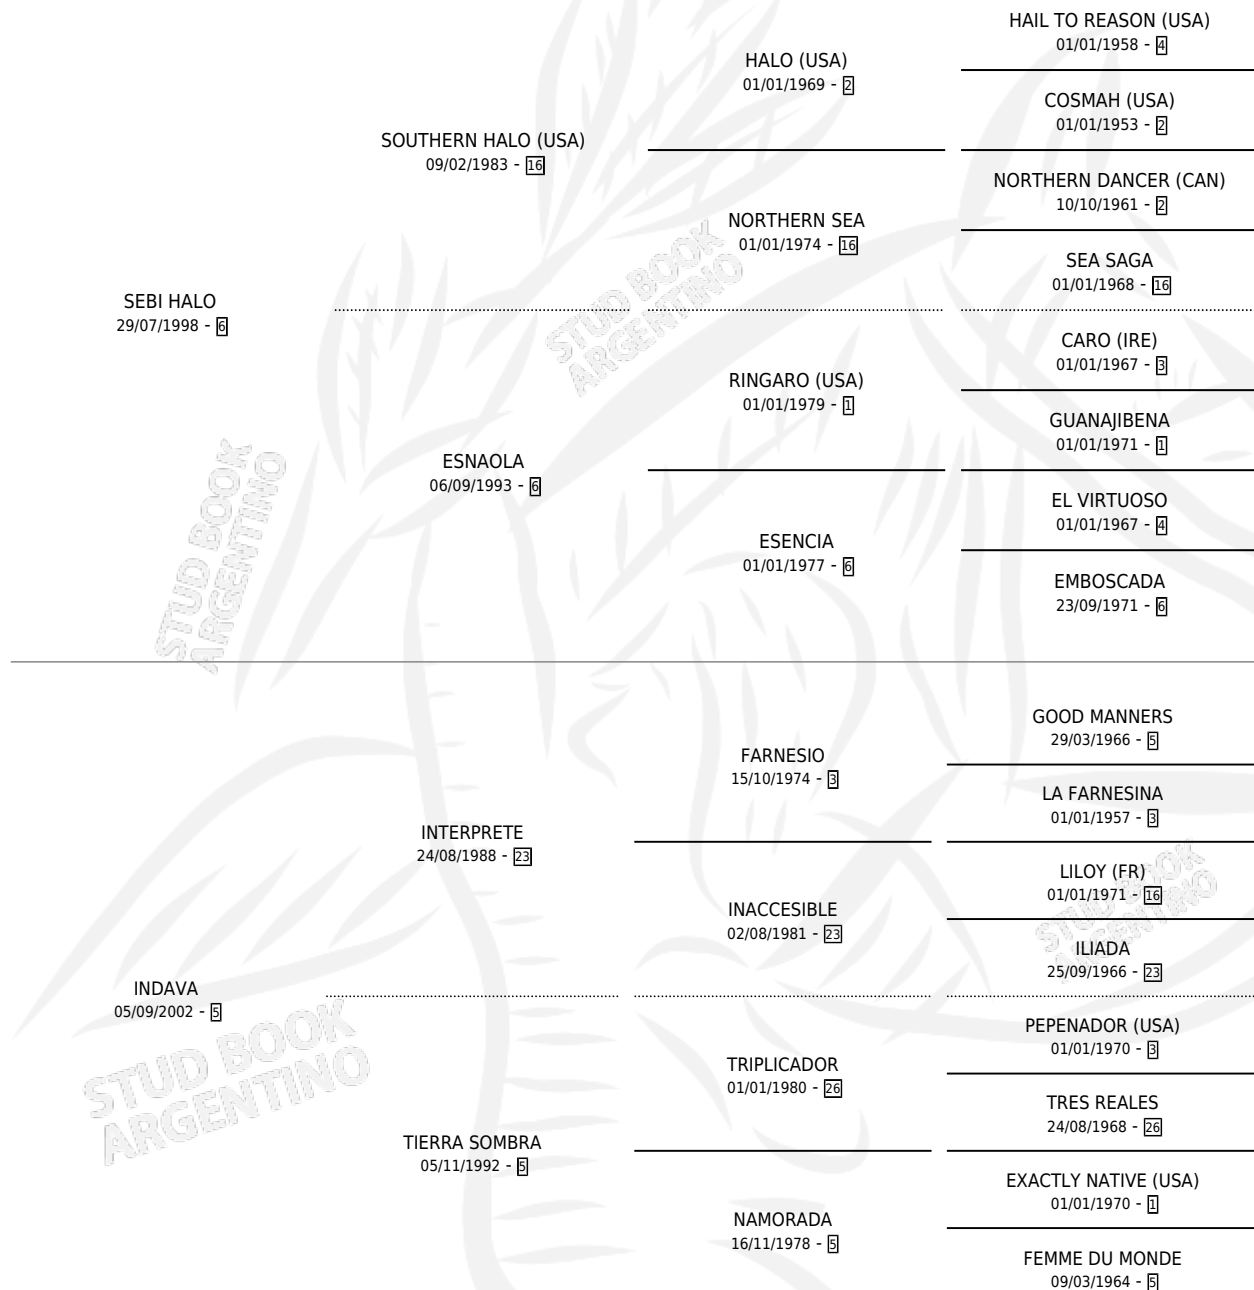 HAIL TO REASON (USA)
01/01/1958 - 4
HALO (USA)
01/01/1969 - 2
COSMAH (USA)
01/01/1953 - 2
SOUTHERN HALO (USA)
09/02/1983 - 16
NORTHERN DANCER (CAN)
10/10/1961 - 2
NORTHERN SEA
01/01/1974 - 16
SEA SAGA
01/01/1968 - 16
SEBI HALO
29/07/1998 - 6
CARO (IRE)
01/01/1967 - 3
RINGARO (USA)
01/01/1979 - 1
GUANAJIBENA
01/01/1971 - 1
ESNAOLA
06/09/1993 - 6
EL VIRTUOSO
01/01/1967 - 4
ESENCIA
01/01/1977 - 6
EMBOSCADA
23/09/1971 - 6
STUD BOOK
ARGENTINO
STUD BOOK
ARGENTINO
GOOD MANNERS
29/03/1966 - 5
FARNESIO
15/10/1974 - 3
LA FARNESINA
01/01/1957 - 3
INTERPRETE
24/08/1988 - 23
LILOY (FR)
01/01/1971 - 16
INACCESIBLE
02/08/1981 - 23
ILIADA
25/09/1966 - 23
STUD BOOK
ARGENTINO
INDAVA
05/09/2002 - 5
PEPENADOR (USA)
01/01/1970 - 3
TRIPLICADOR
01/01/1980 - 26
TRES REALES
24/08/1968 - 26
STUD BOOK
ARGENTINO
TIERRA SOMBRA
05/11/1992 - 5
EXACTLY NATIVE (USA)
01/01/1970 - 1
NAMORADA
16/11/1978 - 5
FEMME DU MONDE
09/03/1964 - 5